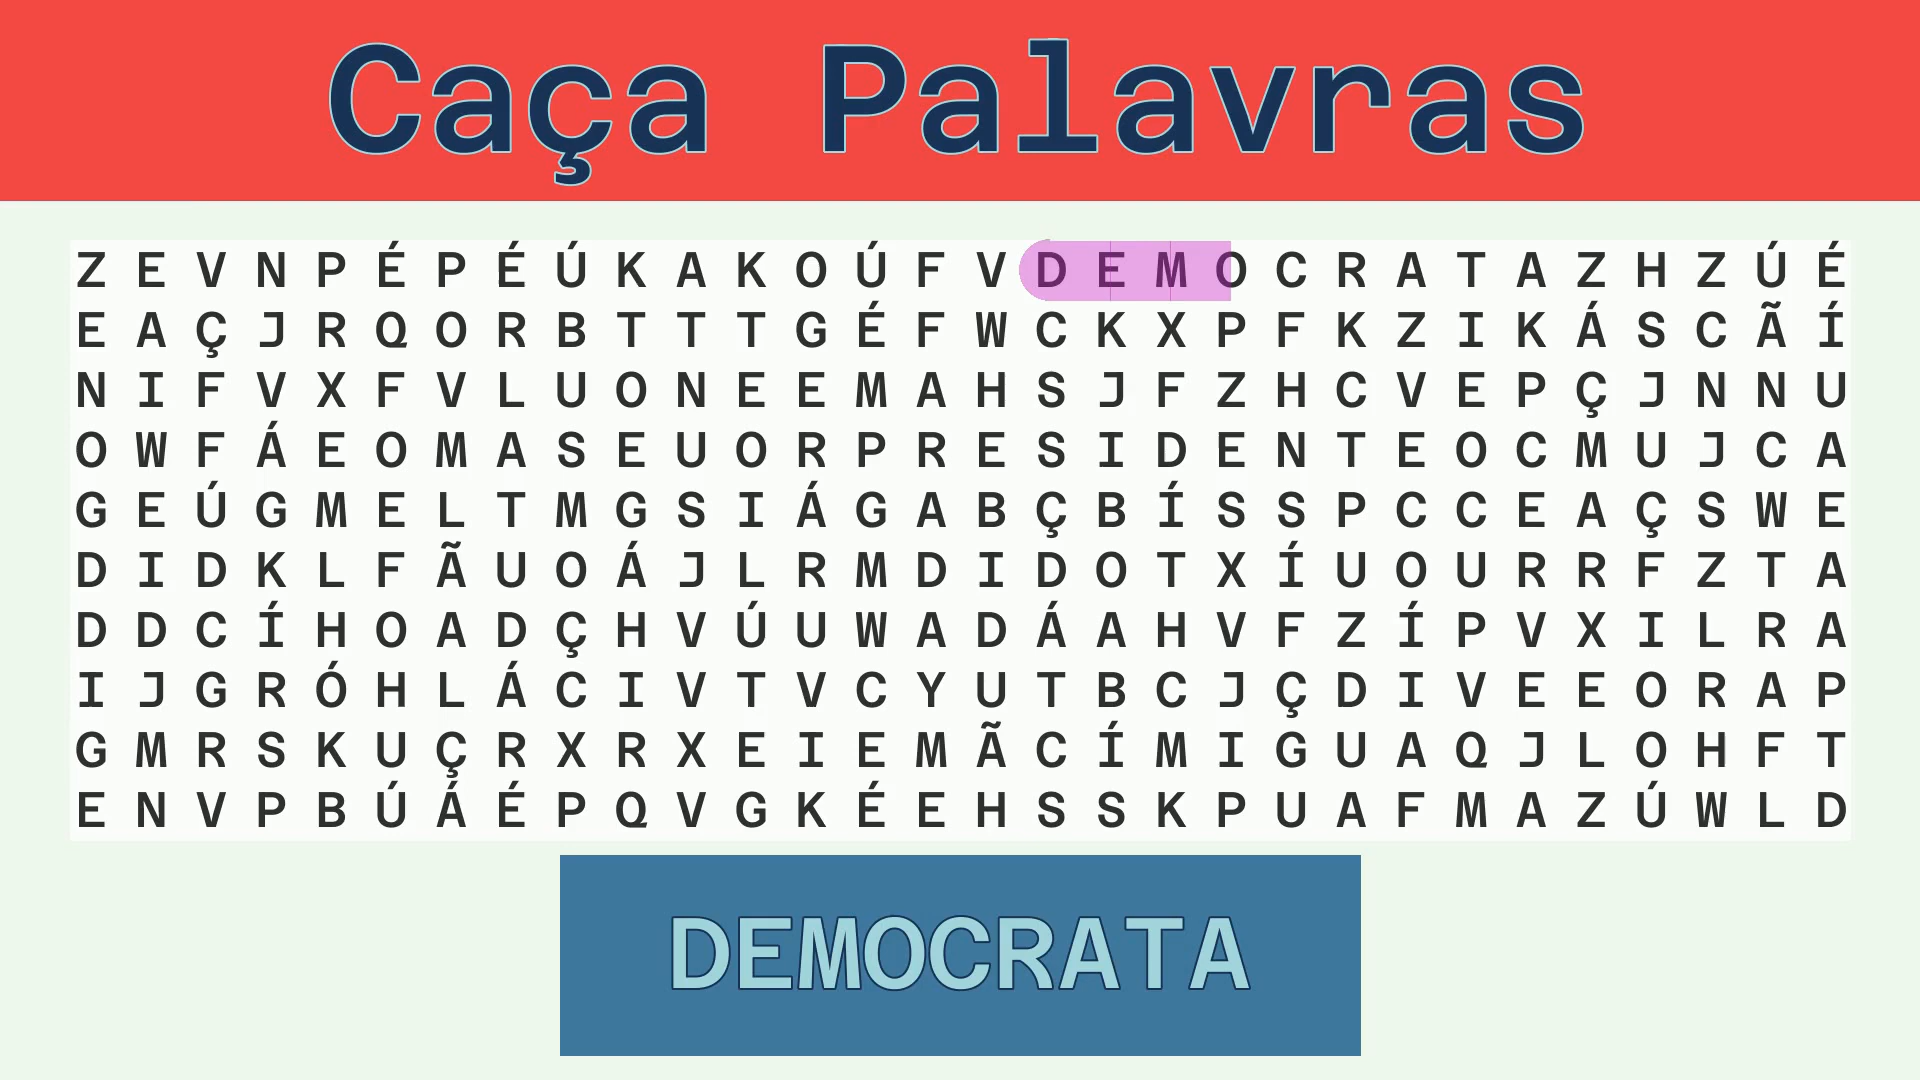 Caça Palavras
Z E V N P É P É Ú K A K O Ú F V D E M O C R A T A Z H Z Ú É
E A Ç J R Q O R B T T T G É F W C K X P F K Z I K Á S C Ã Í
N I F V X F V L U O N E E M A H S J F Z H C V E P Ç J N N U
O W F Á E O M A S E U O R P R E S I D E N T E O C M U J C A
G E Ú G M E L T M G S I Á G A B Ç B Í S S P C C E A Ç S W E
D I D K L F Ã U O Á J L R M D I D O T X Í U O U R R F Z T A
D D C Í H O A D Ç H V Ú U W A D Á A H V F Z Í P V X I L R A
I J G R Ó H L Á C I V T V C Y U T B C J Ç D I V E E O R A P
G M R S K U Ç R X R X E I E M Ã C Í M I G U A Q J L O H F T
E N V P B Ú Á É P Q V G K É E H S S K P U A F M A Z Ú W L D
DEMOCRATA